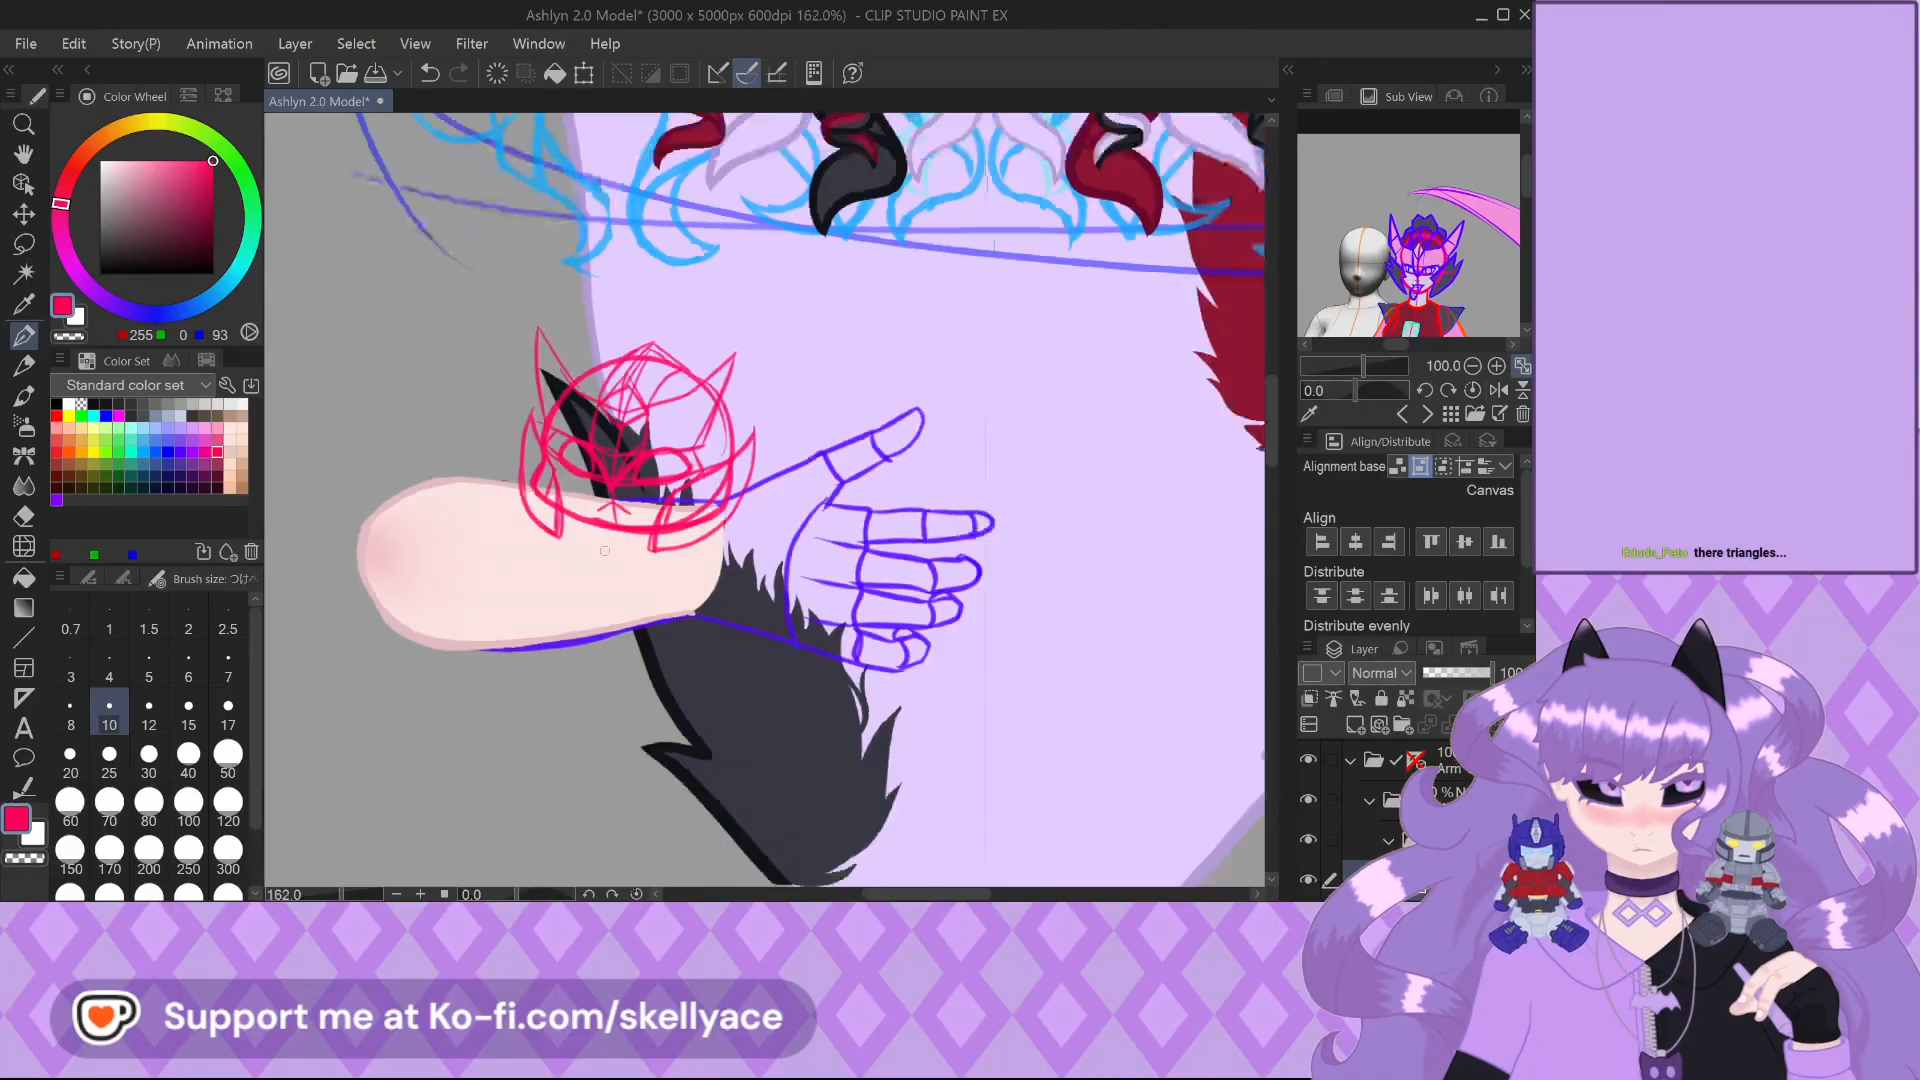 Ashlyn 2.0 Model* (3000 x 5000px 600dpi 162.0%) - CLIP STUDIO PAINT EX
File Edit Story(P) Animation Layer Select View Filter Window Help
Color Wheel
Ashlyn 2.0 Model*
Sub View
255 0 93
Color Set
Standard color set
100.0
0.0
Align/Distribute
Alignment base
Canvas
Align
Distribute
Distribute evenly
Brush size: つけ
0.7 1 1.5 2 2.5
3 4 5 6 7
8 10 12 15 17
20 25 30 40 50
60 70 80 100 120
150 170 200 250 300
Layer
Normal
162.0
0.0
Eduda_Pato there triangles...
Support me at Ko-fi.com/skellyace